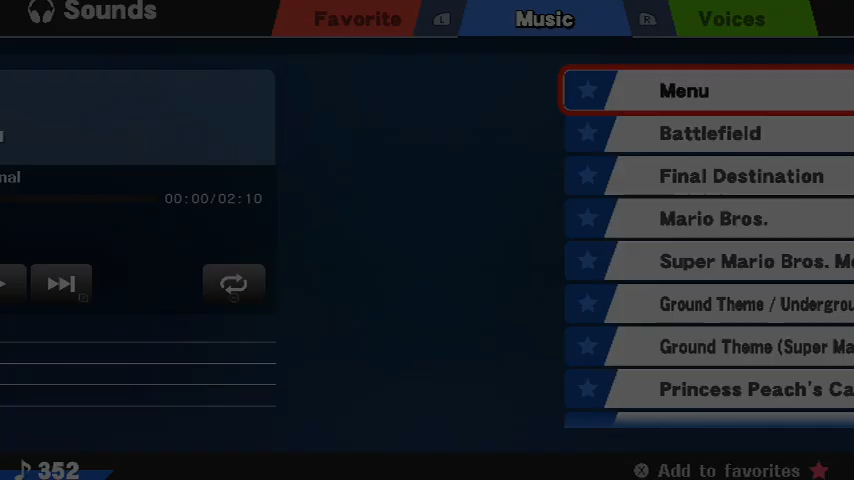 Sounds
Favorite
L
Music
R
Voices
nal
00:00/02:10
Menu
Battlefield
Final Destination
Mario Bros.
Super Mario Bros. Me
Ground Theme / Undergrou
Ground Theme (Super Ma
Princess Peach's Ca
352
X Add to favorites